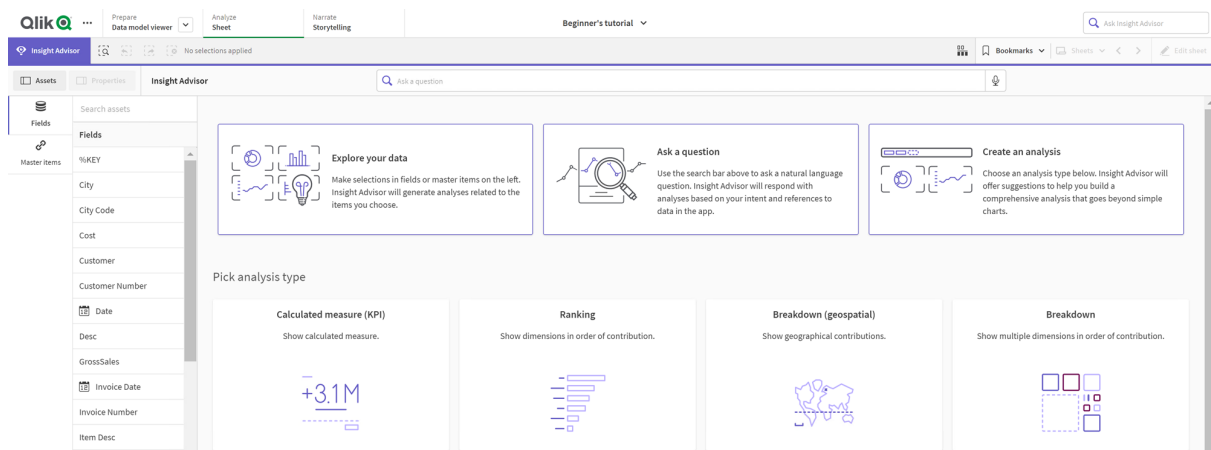 Qlik
Prepare
Data model viewer
Analyze
Sheet
Narrate
Storytelling
Beginner's tutorial
Ask Insight Advisor
Insight Advisor
No selections applied
Bookmarks
Sheets
Edit sheet
Assets
Properties
Insight Advisor
Ask a question
Fields
Master items
Search assets
Fields
%KEY
City
City Code
Cost
Customer
Customer Number
Date
Desc
GrossSales
Invoice Date
Invoice Number
Item Desc
Explore your data
Make selections in fields or master items on the left.
Insight Advisor will generate analyses related to the
items you choose.
Ask a question
Use the search bar above to ask a natural language
question. Insight Advisor will respond with
analyses based on your intent and references to
data in the app.
Create an analysis
Choose an analysis type below. Insight Advisor will
offer suggestions to help you build a
comprehensive analysis that goes beyond simple
charts.
Pick analysis type
Calculated measure (KPI)
Show calculated measure.
+3.1M
Ranking
Show dimensions in order of contribution.
Breakdown (geospatial)
Show geographical contributions.
Breakdown
Show multiple dimensions in order of contribution.